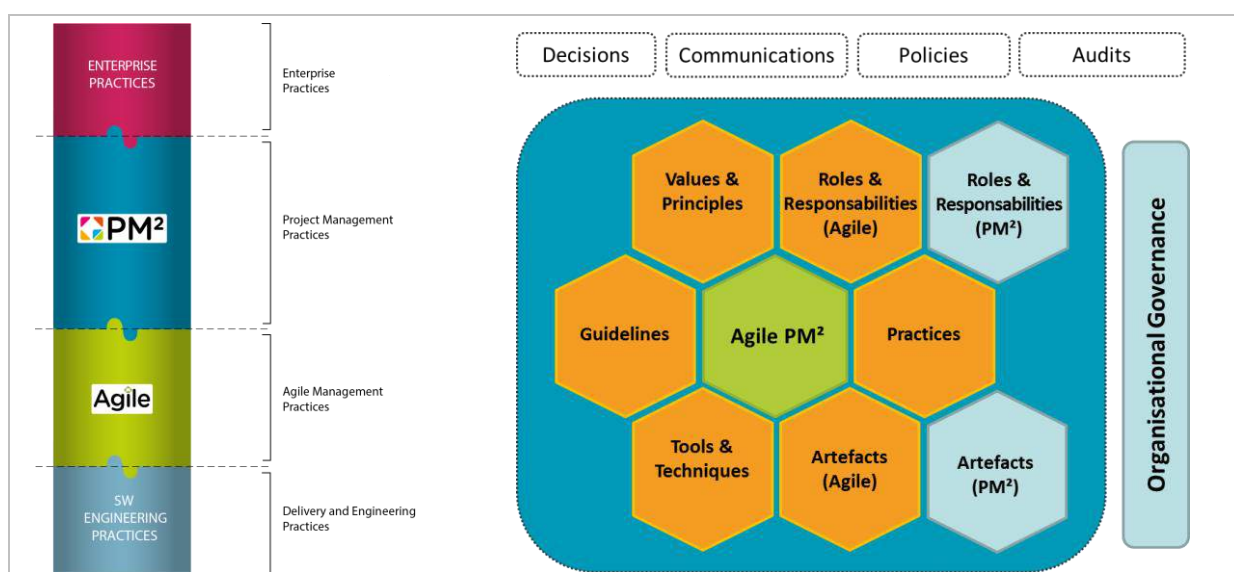 ENTERPRISE
PRACTICES
Enterprise
Practices
PM²
Project Management
Practices
Agile
Agile Management
Practices
SW
ENGINEERING
PRACTICES
Delivery and Engineering
Practices
Decisions
Communications
Policies
Audits
Values &
Principles
Roles &
Responsabilities
(Agile)
Roles &
Responsabilities
(PM²)
Guidelines
Agile PM²
Practices
Tools &
Techniques
Artefacts
(Agile)
Artefacts
(PM²)
Organisational Governance